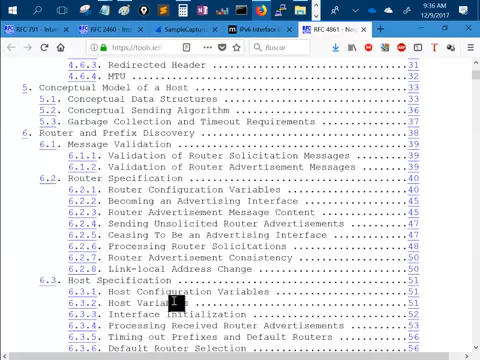 9:36 AM
12/9/2017
RFC 791 - Inter
RFC 2460 - Inte
SampleCaptures
IPv6 Interface I
RFC 4861 - Neig
https://tools.iet
Buscar
4.6.3. Redirected Header 31
4.6.4. MTU 32
5. Conceptual Model of a Host 33
5.1. Conceptual Data Structures 33
5.2. Conceptual Sending Algorithm 36
5.3. Garbage Collection and Timeout Requirements 37
6. Router and Prefix Discovery 38
6.1. Message Validation 39
6.1.1. Validation of Router Solicitation Messages 39
6.1.2. Validation of Router Advertisement Messages 39
6.2. Router Specification 40
6.2.1. Router Configuration Variables 40
6.2.2. Becoming an Advertising Interface 45
6.2.3. Router Advertisement Message Content 45
6.2.4. Sending Unsolicited Router Advertisements 47
6.2.5. Ceasing To Be an Advertising Interface 47
6.2.6. Processing Router Solicitations 48
6.2.7. Router Advertisement Consistency 50
6.2.8. Link-local Address Change 50
6.3. Host Specification 51
6.3.1. Host Configuration Variables 51
6.3.2. Host Variables 51
6.3.3. Interface Initialization 52
6.3.4. Processing Received Router Advertisements 53
6.3.5. Timing out Prefixes and Default Routers 56
6.3.6. Default Router Selection